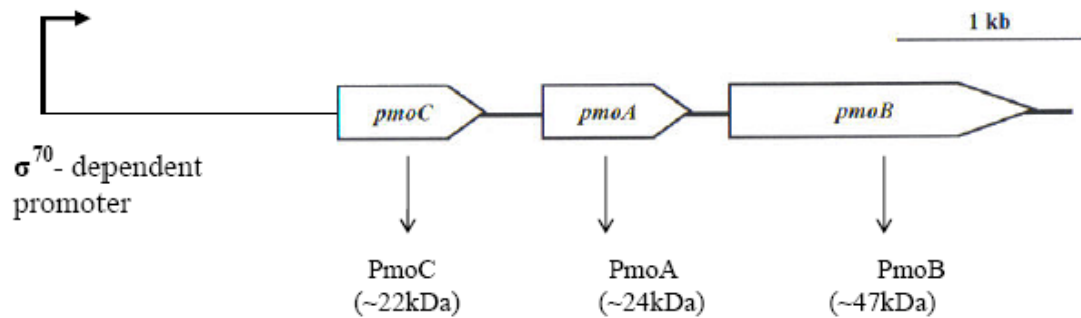 1 kb
pmoC pmoA pmoB
σ70- dependent
promoter
PmoC PmoA PmoB
(~22kDa) (~24kDa) (~47kDa)